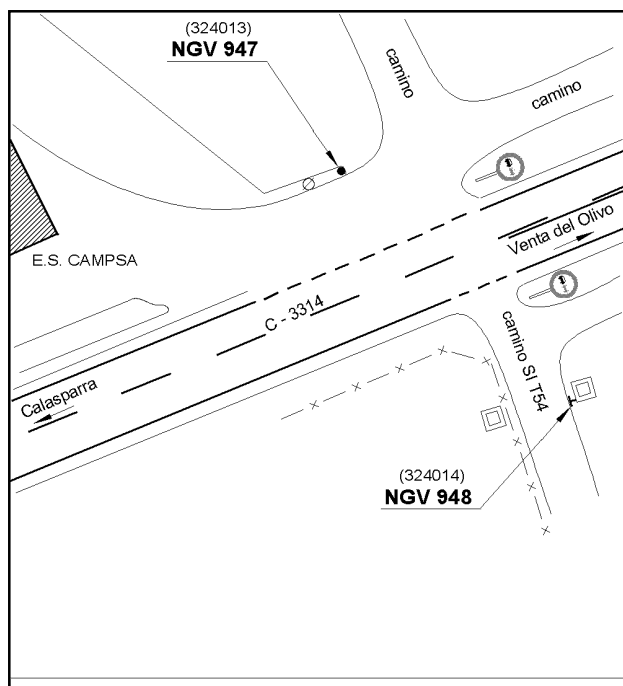 (324013)
NGV 947
camino
camino
E.S. CAMPSA
Venta del Olivo
C - 3314
camino SI T54
Calasparra
(324014)
NGV 948